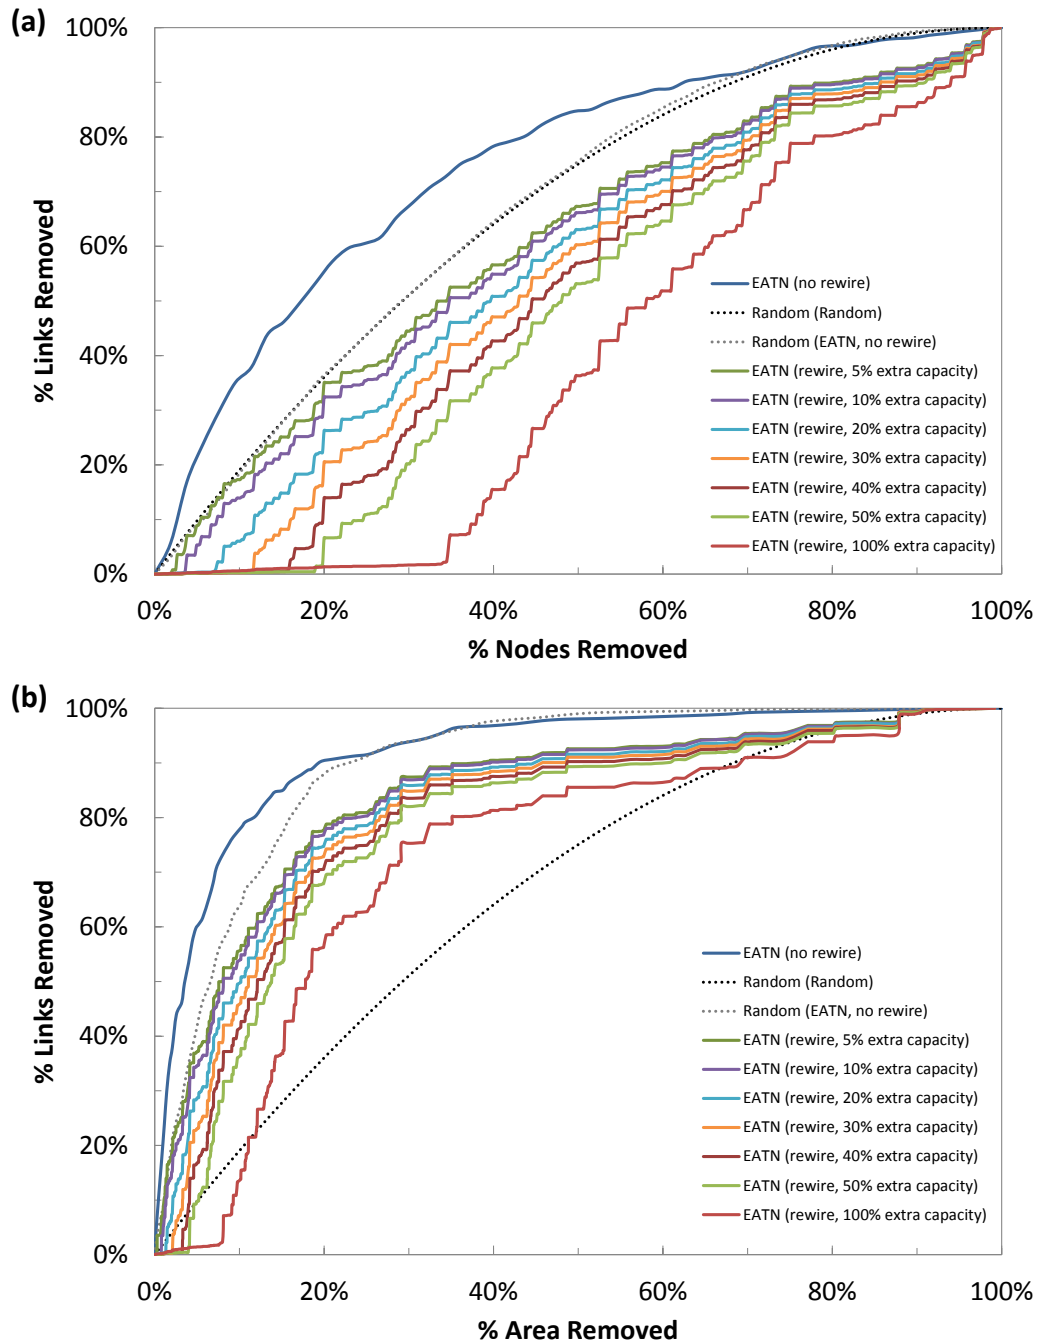 (a)
100%
80%
60%
40%
20%
0%
% Links Removed
EATN (no rewire)
Random (Random)
Random (EATN, no rewire)
EATN (rewire, 5% extra capacity)
EATN (rewire, 10% extra capacity)
EATN (rewire, 20% extra capacity)
EATN (rewire, 30% extra capacity)
EATN (rewire, 40% extra capacity)
EATN (rewire, 50% extra capacity)
EATN (rewire, 100% extra capacity)
0% 20% 40% 60% 80% 100%
% Nodes Removed
(b)
100%
80%
60%
40%
20%
0%
% Links Removed
EATN (no rewire)
Random (Random)
Random (EATN, no rewire)
EATN (rewire, 5% extra capacity)
EATN (rewire, 10% extra capacity)
EATN (rewire, 20% extra capacity)
EATN (rewire, 30% extra capacity)
EATN (rewire, 40% extra capacity)
EATN (rewire, 50% extra capacity)
EATN (rewire, 100% extra capacity)
0% 20% 40% 60% 80% 100%
% Area Removed